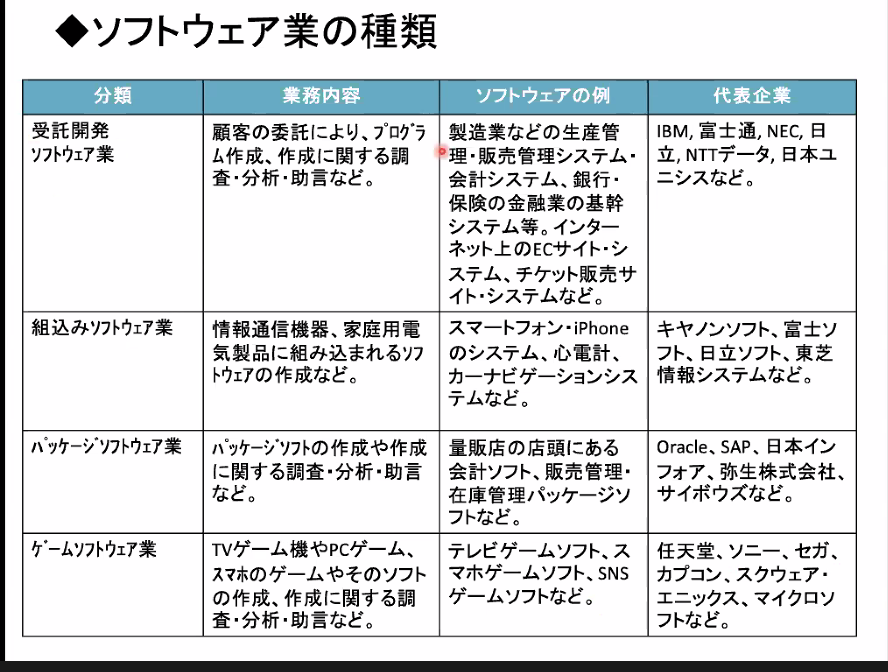 ◆ソフトウェア業の種類
分類
業務内容
ソフトウェアの例
代表企業
受託開発
ソフトウェア業
顧客の委託により、プログラ
ム作成、作成に関する調
査・分析・助言など。
製造業などの生産管
理・販売管理システム・
会計システム、銀行・
保険の金融業の基幹
システム等。インター
ネット上のECサイト・シ
ステム、チケット販売サ
イト・システムなど。
IBM, 富士通, NEC, 日
立, NTTデータ, 日本ユ
ニシスなど。
組込みソフトウェア業
情報通信機器、家庭用電
気製品に組み込まれるソフ
トウェアの作成など。
スマートフォン・iPhone
のシステム、心電計、
カーナビゲーションシス
テムなど。
キヤノンソフト、富士ソ
フト、日立ソフト、東芝
情報システムなど。
パッケージソフトウェア業
パッケージソフトの作成や作成
に関する調査・分析・助言
など。
量販店の店頭にある
会計ソフト、販売管理・
在庫管理パッケージソ
フトなど。
Oracle、SAP、日本イン
フォア、弥生株式会社、
サイボウズなど。
ゲームソフトウェア業
TVゲーム機やPCゲーム、
スマホのゲームやそのソフト
の作成、作成に関する調
査・分析・助言など。
テレビゲームソフト、ス
マホゲームソフト、SNS
ゲームソフトなど。
任天堂、ソニー、セガ、
カプコン、スクウェア・
エニックス、マイクロソ
フトなど。